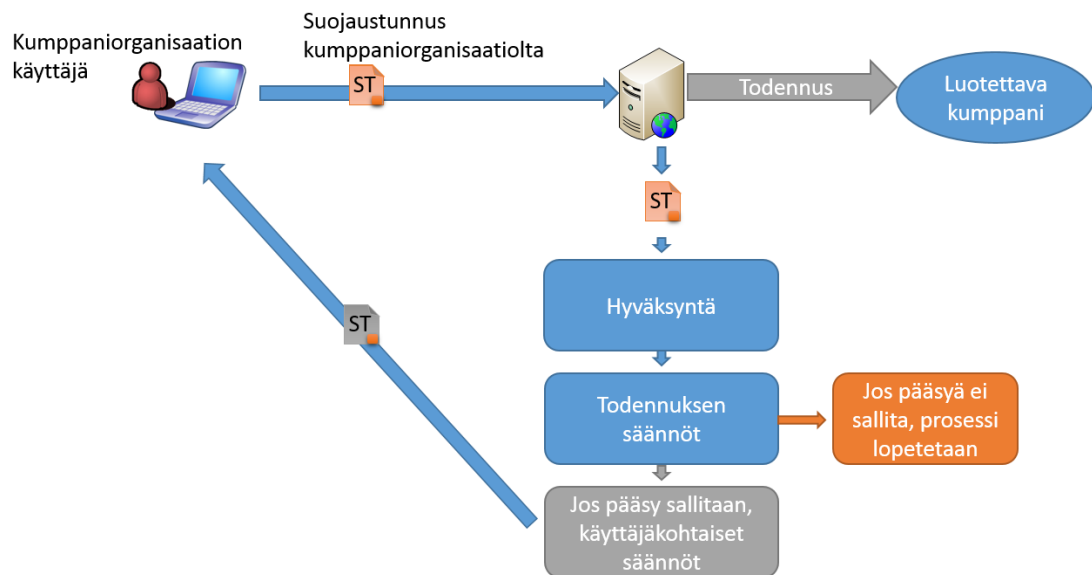 Kumppaniorganisaation
käyttäjä
Suojaustunnus
kumppaniorganisaatiolta
ST
Todennus
Luotettava
kumppani
ST
Hyväksyntä
ST
Todennuksen
säännöt
Jos pääsyä ei
sallita, prosessi
lopetetaan
Jos pääsy sallitaan,
käyttäjäkohtaiset
säännöt